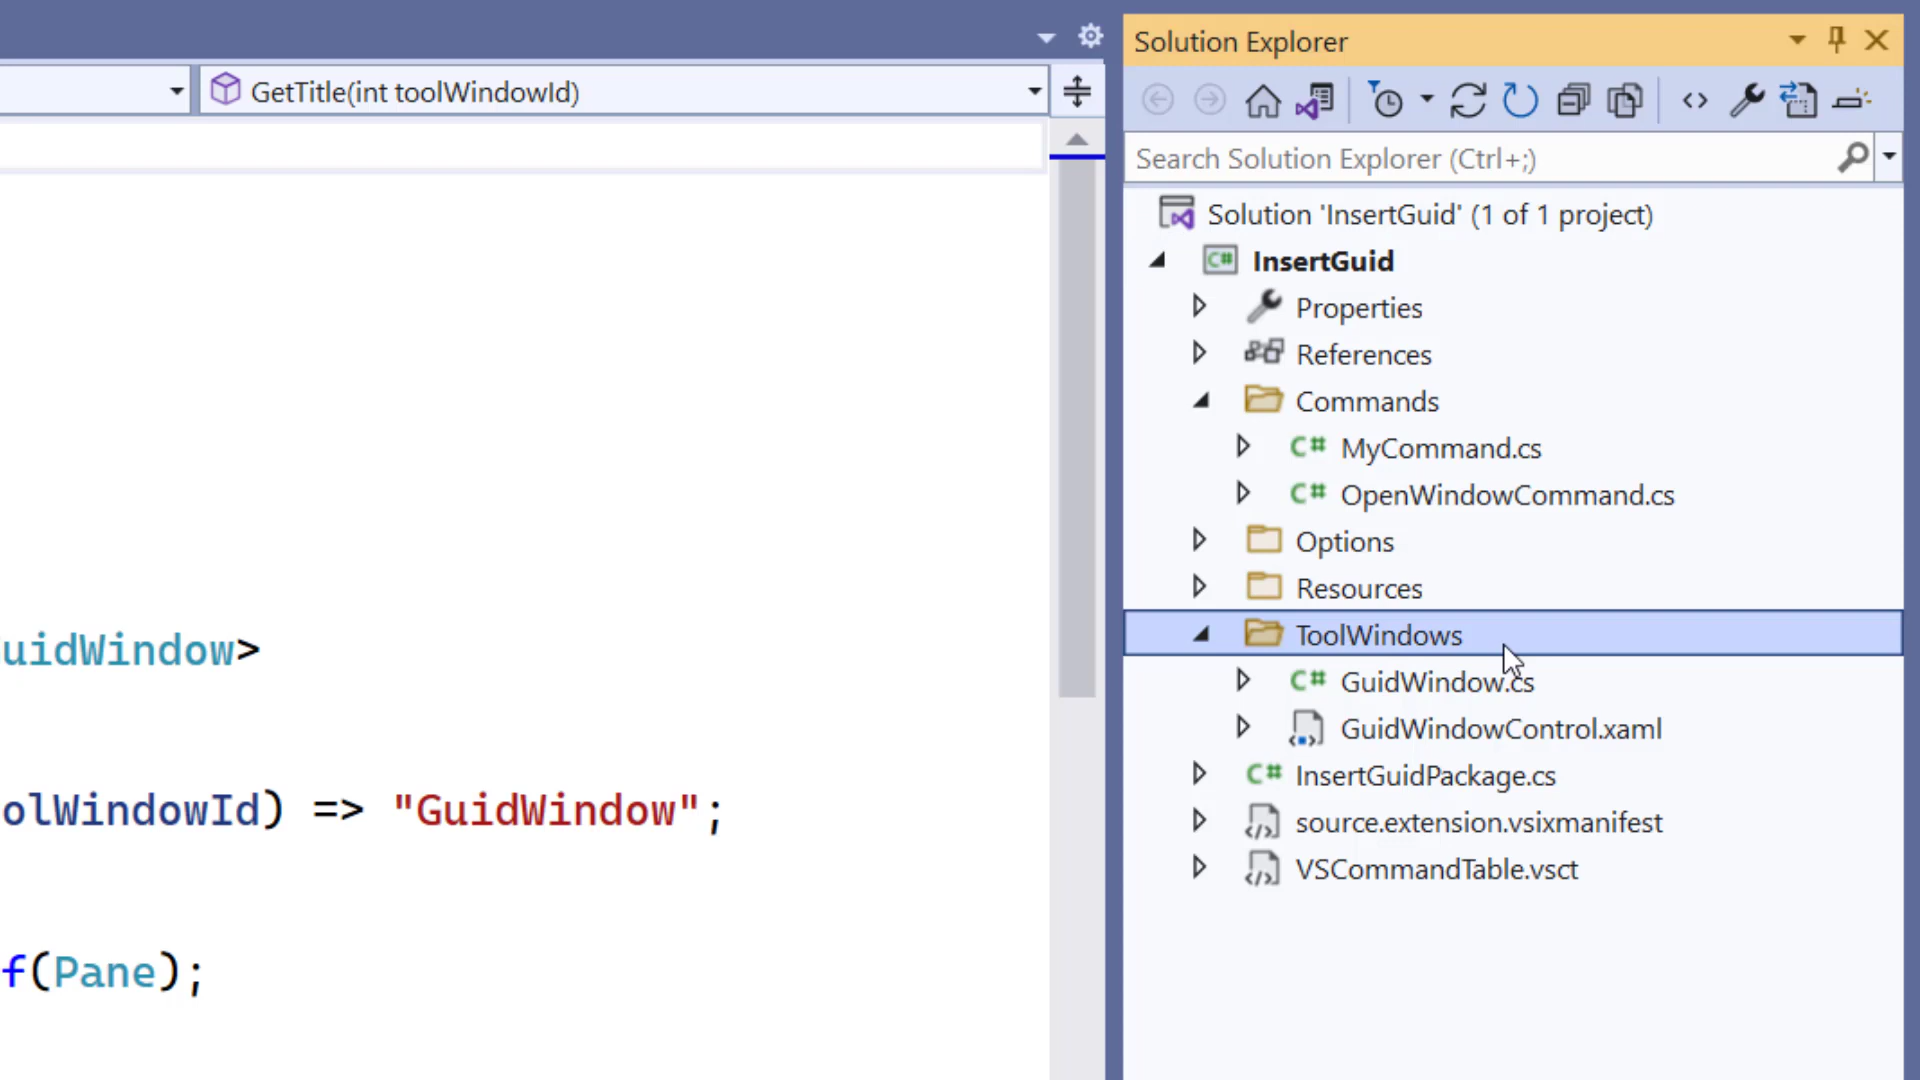 GetTitle(int toolWindowId)
uidWindow>
olWindowId) => "GuidWindow";
f(Pane);
Solution Explorer
Search Solution Explorer (Ctrl+;)
Solution 'InsertGuid' (1 of 1 project)
C# InsertGuid
Properties
References
Commands
C# MyCommand.cs
C# OpenWindowCommand.cs
Options
Resources
ToolWindows
C# GuidWindow.cs
GuidWindowControl.xaml
C# InsertGuidPackage.cs
source.extension.vsixmanifest
VSCommandTable.vsct